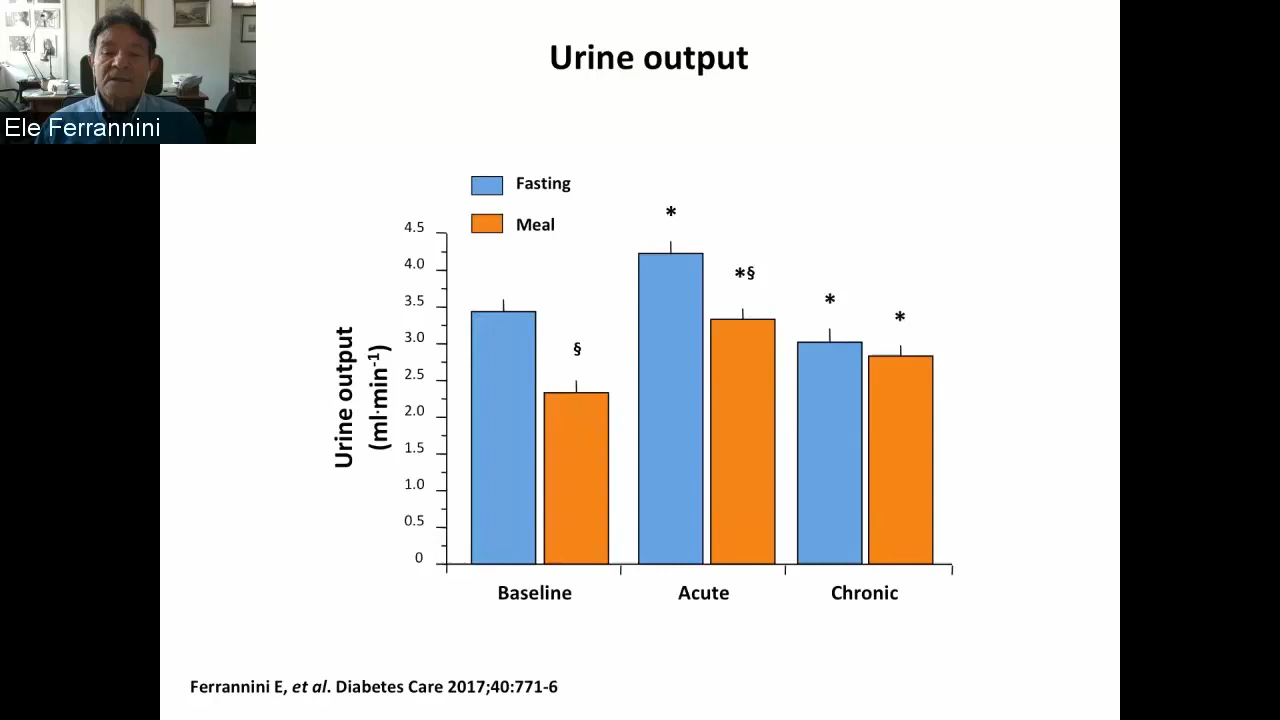 Ele Ferrannini
Urine output
Fasting
Meal
4.5
4.0
3.5
3.0
2.5
2.0
1.5
1.0
0.5
0
Urine output
(ml·min-1)
§
*
*§
*
*
Baseline
Acute
Chronic
Ferrannini E, et al. Diabetes Care 2017;40:771-6